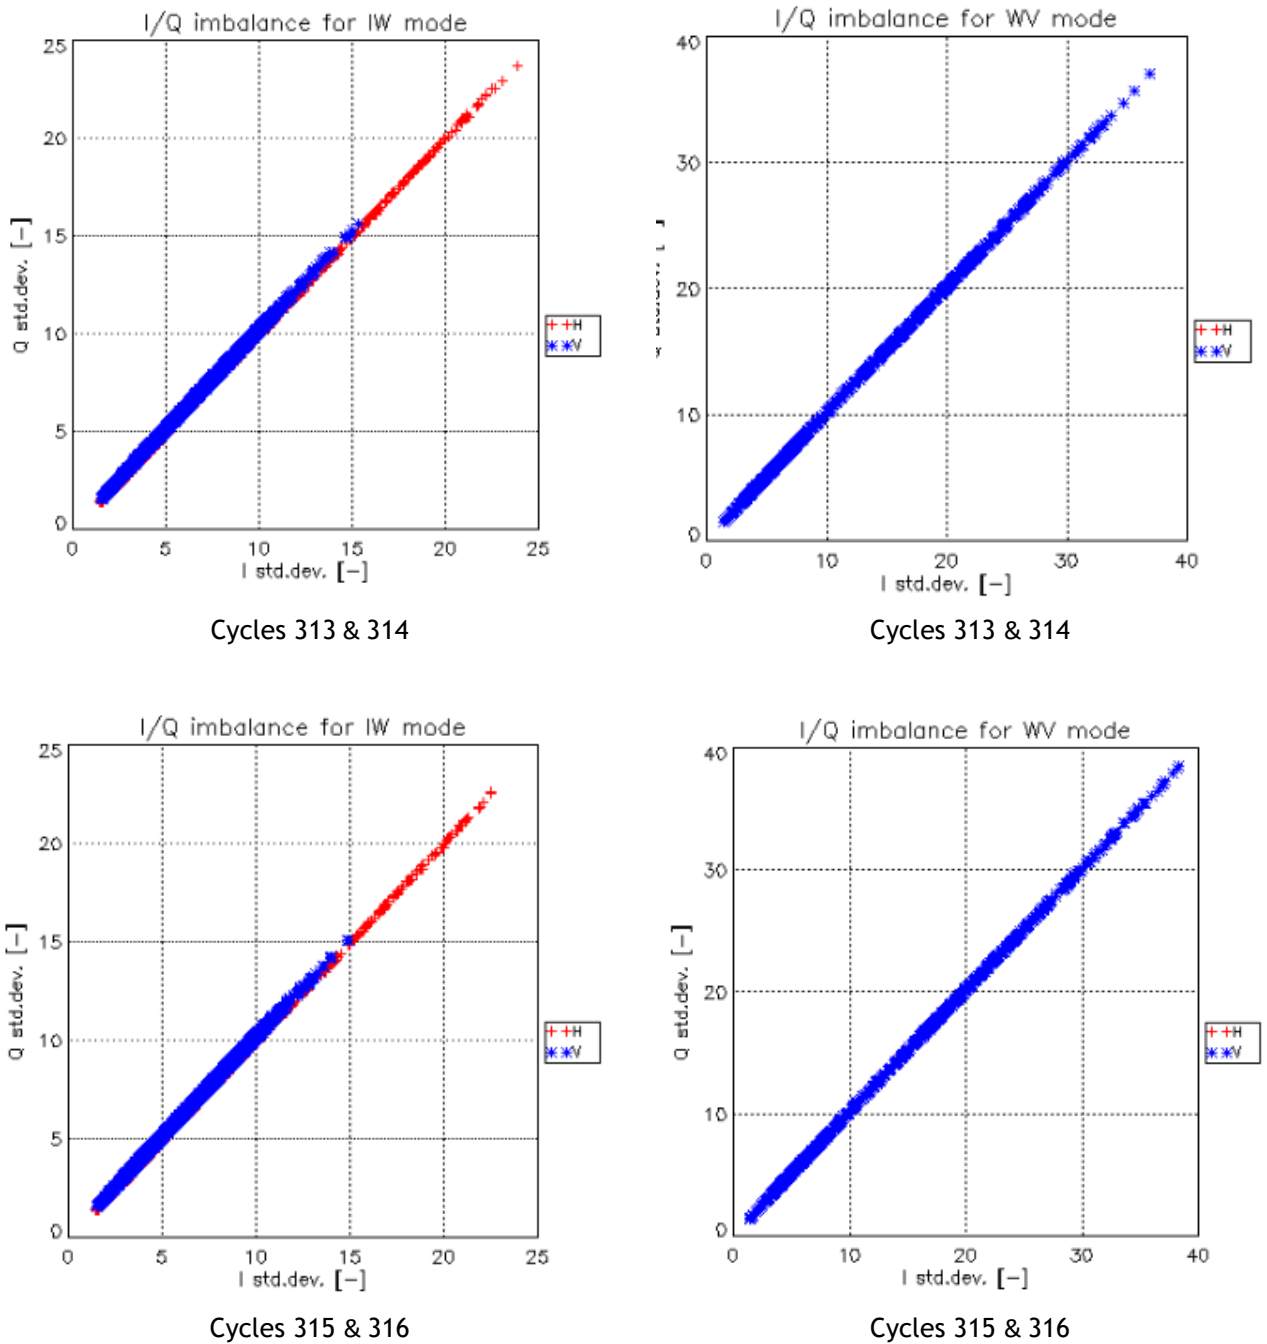 I/Q imbalance for IW mode
25
20
15
10
5
0
0 5 10 15 20 25
Q std.dev. [-]
I std.dev. [-]
H
V
Cycles 313 & 314
I/Q imbalance for WV mode
40
30
20
10
0
0 10 20 30 40
I std.dev. [-]
H
V
Cycles 313 & 314
I/Q imbalance for IW mode
25
20
15
10
5
0
0 5 10 15 20 25
Q std.dev. [-]
I std.dev. [-]
H
V
Cycles 315 & 316
I/Q imbalance for WV mode
40
30
20
10
0
0 10 20 30 40
Q std.dev. [-]
I std.dev. [-]
H
V
Cycles 315 & 316